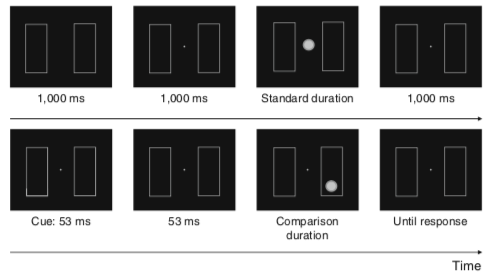 1,000 ms
1,000 ms
Standard duration
1,000 ms
Cue: 53 ms
53 ms
Comparison
duration
Until response
Time